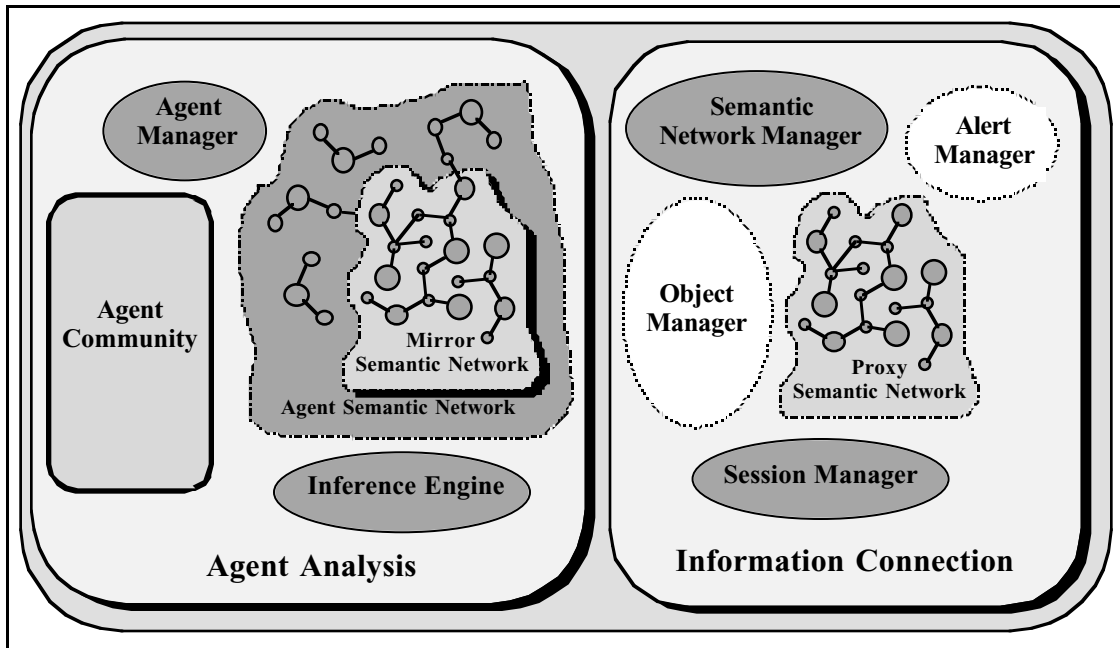 Agent
Manager
Agent
Community
Mirror
Semantic Network
Agent Semantic Network
Inference Engine
Agent Analysis
Semantic
Network Manager
Alert
Manager
Object
Manager
Proxy
Semantic Network
Session Manager
Information Connection